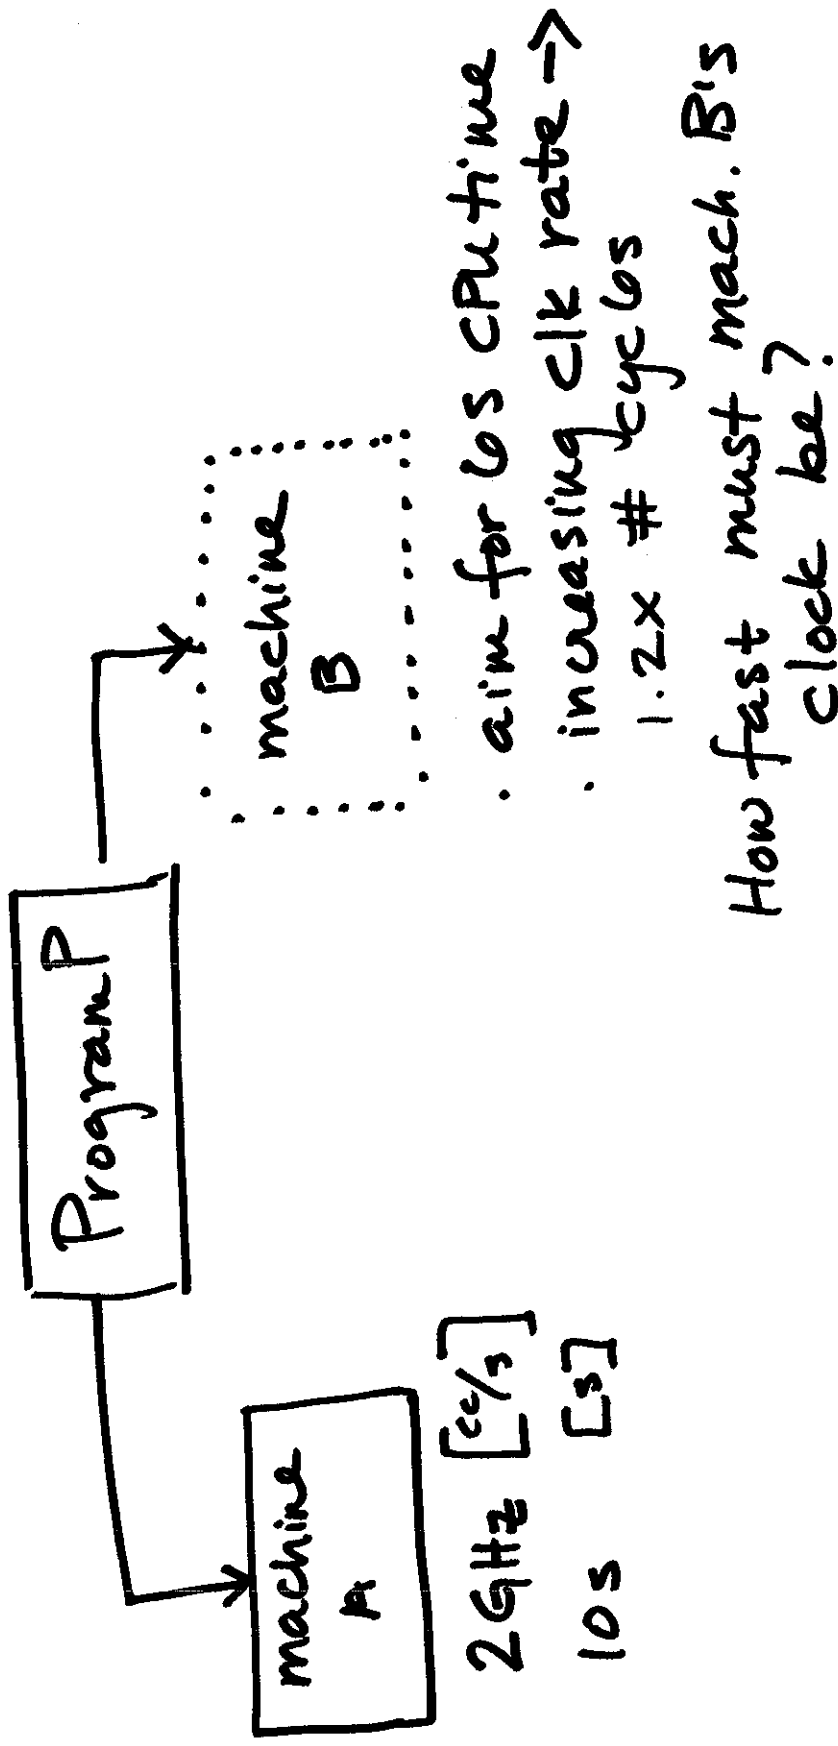 Program P
machine
A
2GHz [cc/s]
10s [s]
machine
B
. aim for 6s CPU time
. increasing clk rate →
1.2x # cycles
How fast must mach. B's
clock be?